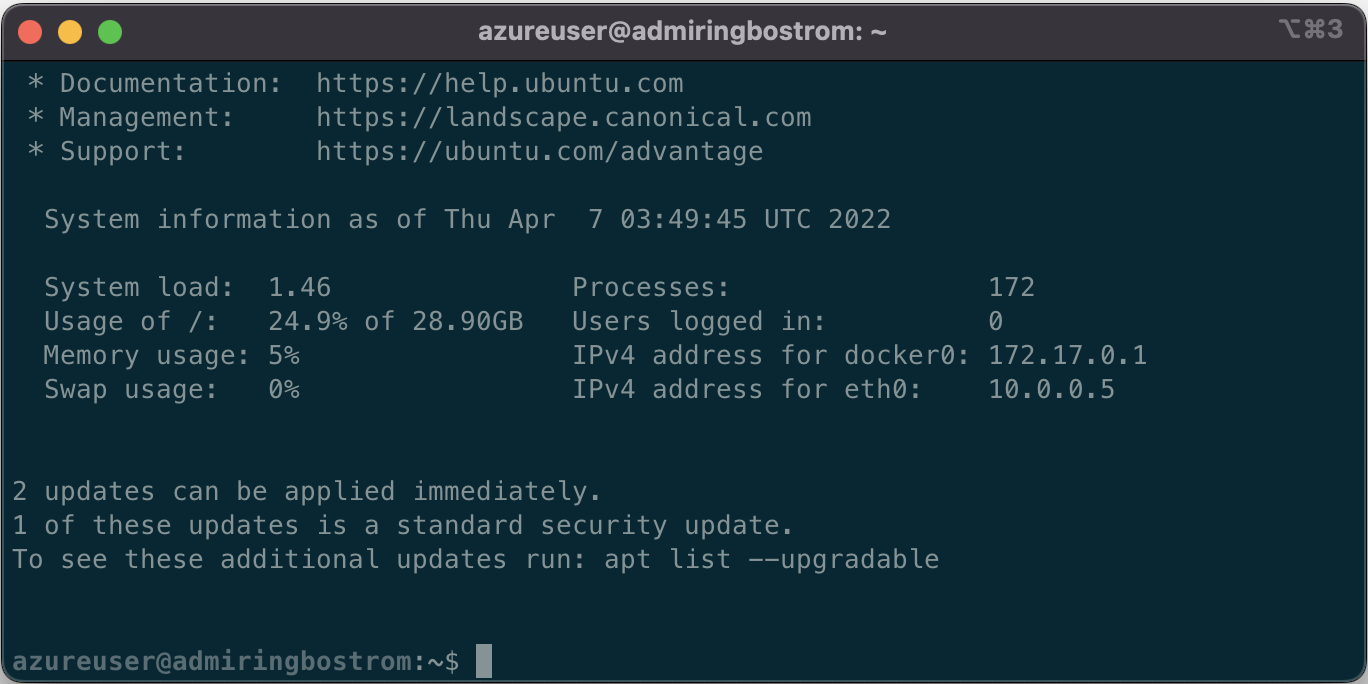 azureuser@admiringbostrom: ~
⌥⌘3
* Documentation:  https://help.ubuntu.com
* Management:     https://landscape.canonical.com
* Support:        https://ubuntu.com/advantage
System information as of Thu Apr  7 03:49:45 UTC 2022
System load:  1.46               Processes:                172
Usage of /:   24.9% of 28.90GB   Users logged in:          0
Memory usage: 5%                 IPv4 address for docker0: 172.17.0.1
Swap usage:   0%                 IPv4 address for eth0:    10.0.0.5
2 updates can be applied immediately.
1 of these updates is a standard security update.
To see these additional updates run: apt list --upgradable
azureuser@admiringbostrom:~$